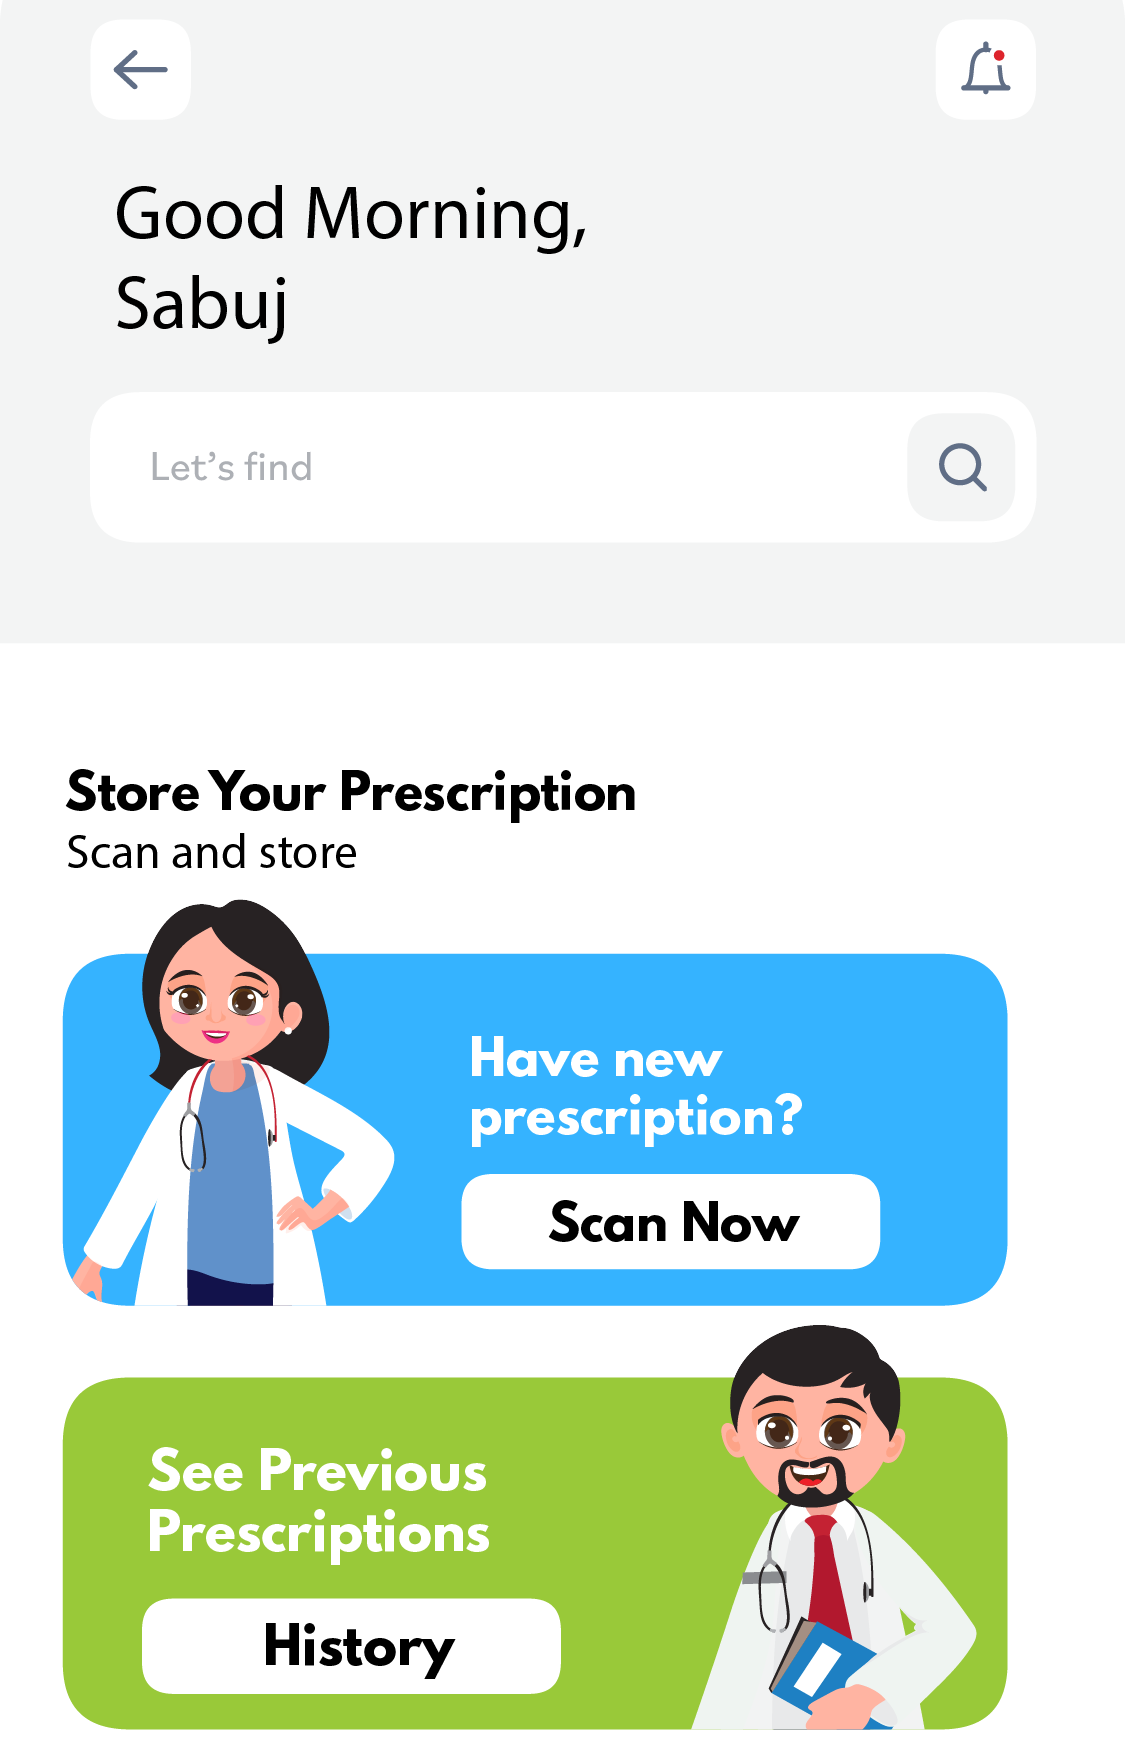 Good Morning,
Sabuj
Let’s find
Store Your Prescription
Scan and store
Have new
prescription?
Scan Now
See Previous
Prescriptions
History